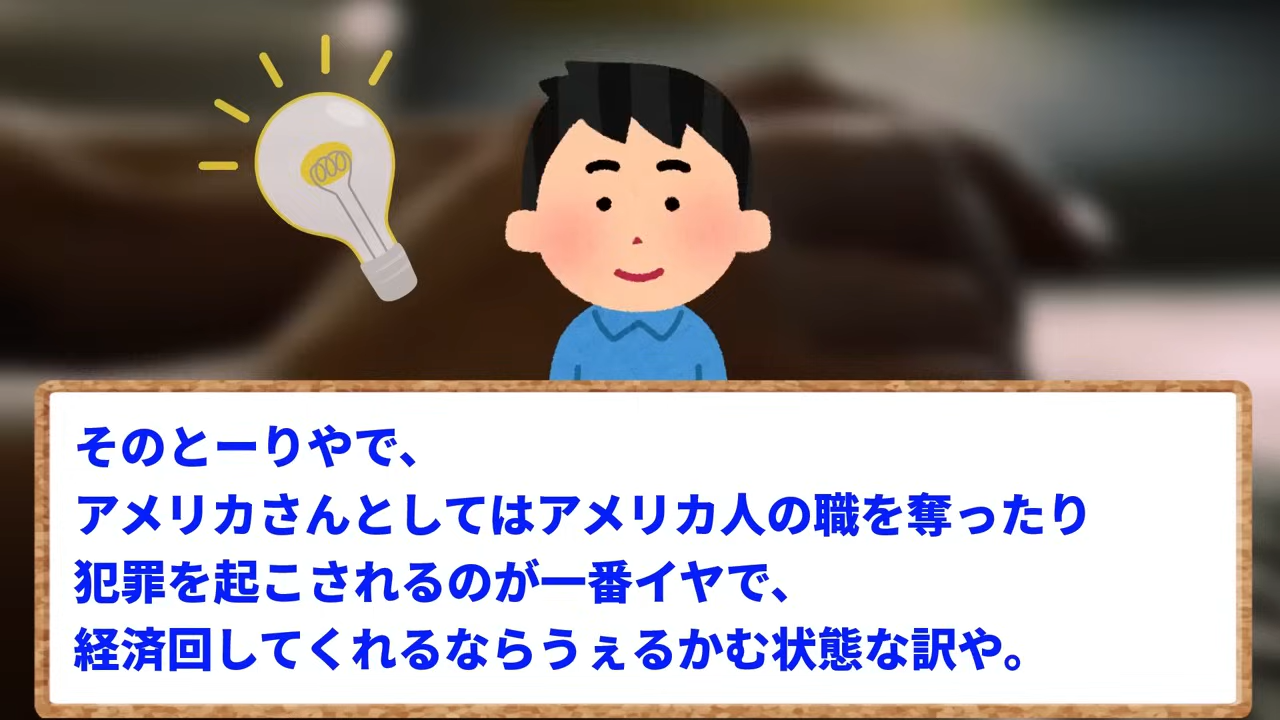 そのとーりやで、
アメリカさんとしてはアメリカ人の職を奪ったり
犯罪を起こされるのが一番イヤで、
経済回してくれるならうぇるかむ状態な訳や。